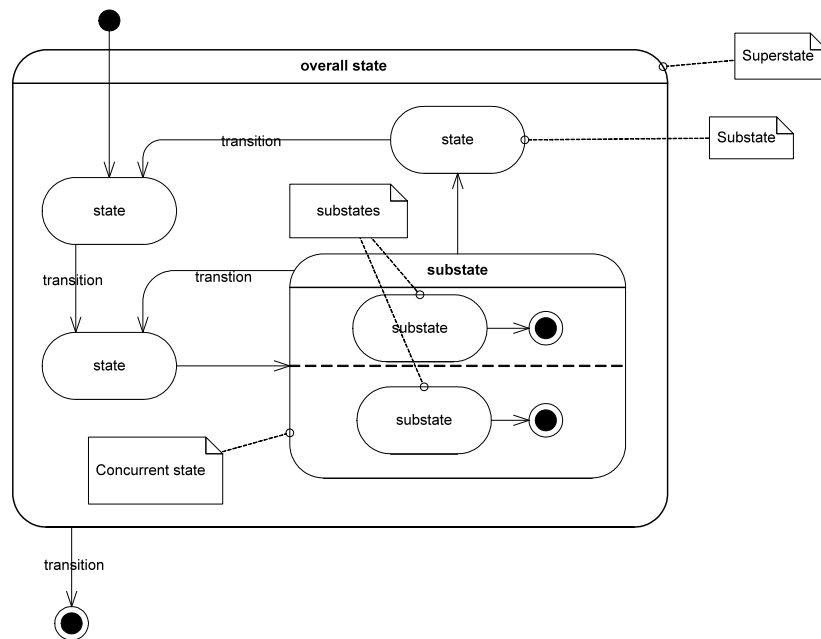 overall state
Superstate
transition
state
Substate
state
substates
transition
transtion
substate
substate
state
substate
Concurrent state
transition